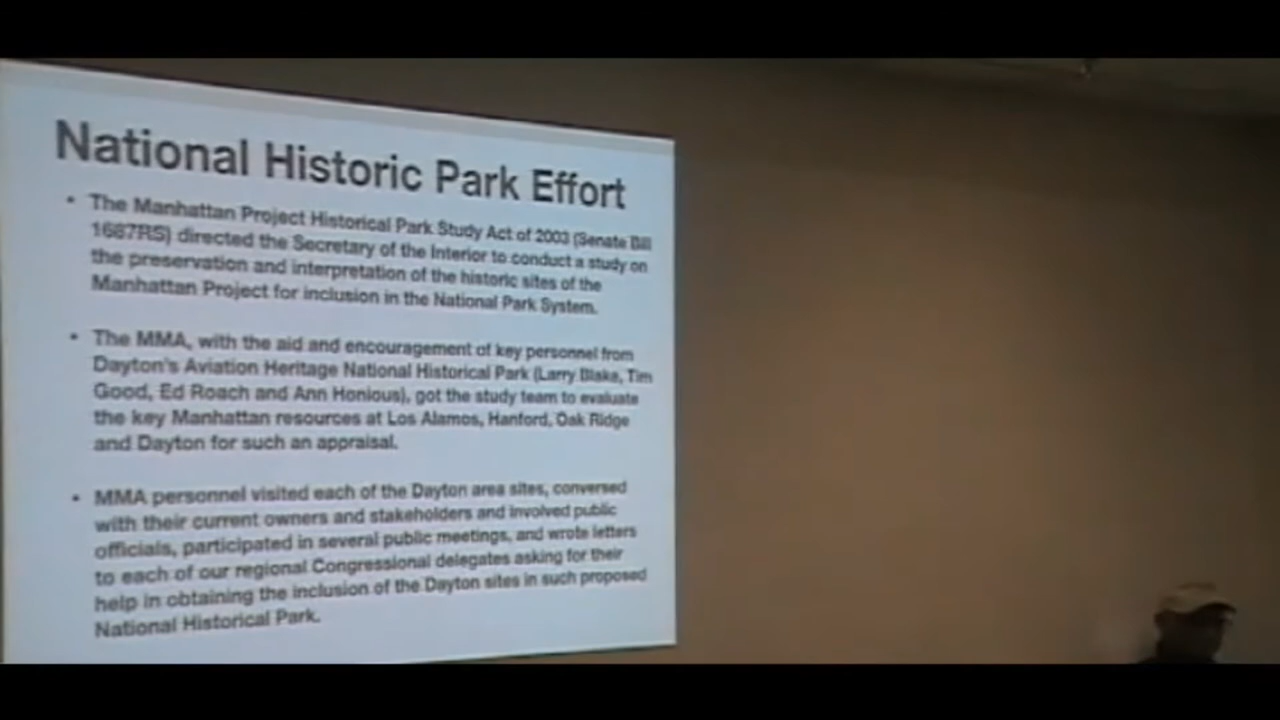 National Historic Park Effort
• The Manhattan Project Historical Park Study Act of 2003 (Senate Bill
1687RS) directed the Secretary of the Interior to conduct a study on
the preservation and interpretation of the historic sites of the
Manhattan Project for inclusion in the National Park System.
• The MMA, with the aid and encouragement of key personnel from
Dayton's Aviation Heritage National Historical Park (Larry Blake, Tim
Good, Ed Roach and Ann Honious), got the study team to evaluate
the key Manhattan resources at Los Alamos, Hanford, Oak Ridge
and Dayton for such an appraisal.
• MMA personnel visited each of the Dayton area sites, conversed
with their current owners and stakeholders and involved public
officials, participated in several public meetings, and wrote letters
to each of our regional Congressional delegates asking for their
help in obtaining the inclusion of the Dayton sites in such proposed
National Historical Park.